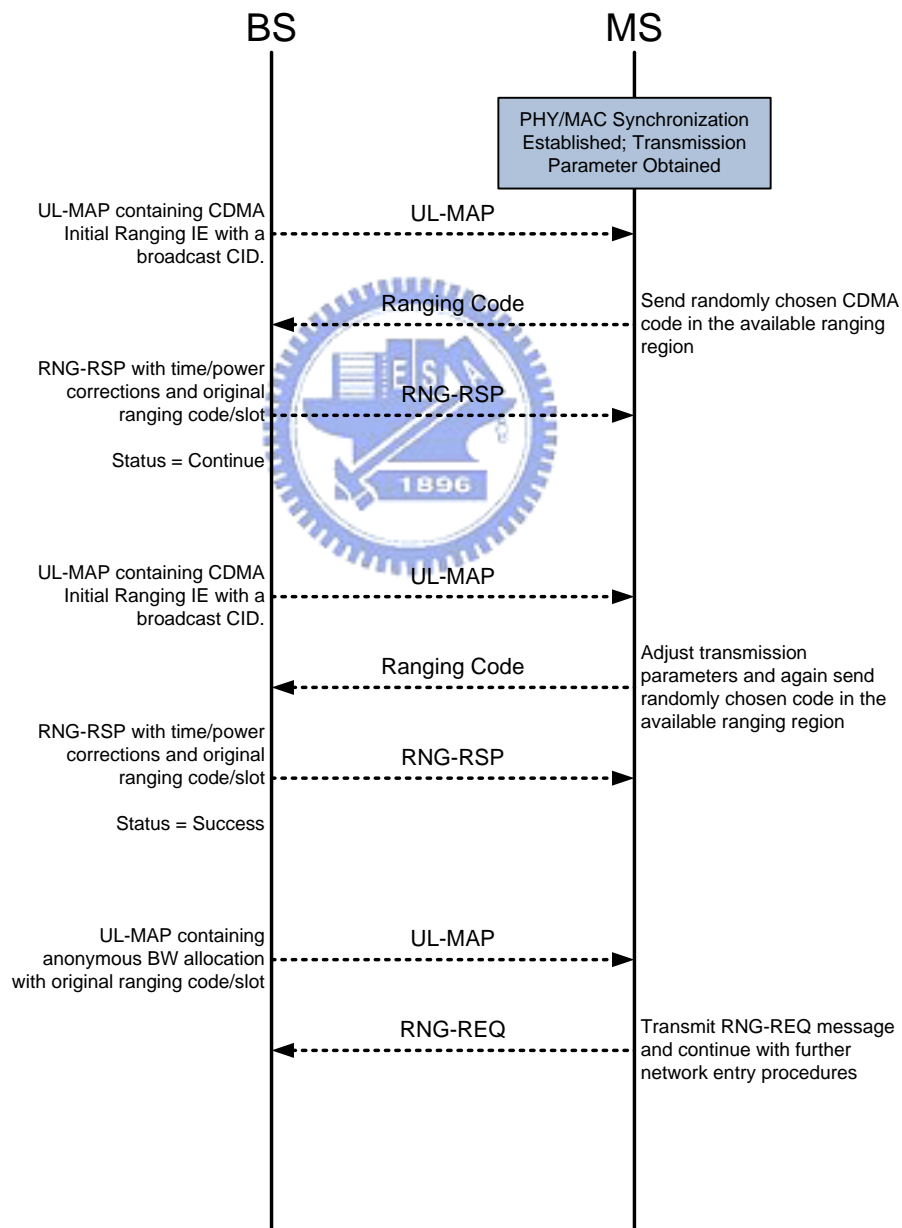 BS
MS
PHY/MAC Synchronization
Established; Transmission
Parameter Obtained
UL-MAP containing CDMA
Initial Ranging IE with a
broadcast CID.
UL-MAP
Ranging Code
Send randomly chosen CDMA
code in the available ranging
region
RNG-RSP with time/power
corrections and original
ranging code/slot
Status = Continue
RNG-RSP
E S A
1896
UL-MAP containing CDMA
Initial Ranging IE with a
broadcast CID.
UL-MAP
Ranging Code
Adjust transmission
parameters and again send
randomly chosen code in the
available ranging region
RNG-RSP with time/power
corrections and original
ranging code/slot
Status = Success
RNG-RSP
UL-MAP containing
anonymous BW allocation
with original ranging code/slot
UL-MAP
RNG-REQ
Transmit RNG-REQ message
and continue with further
network entry procedures